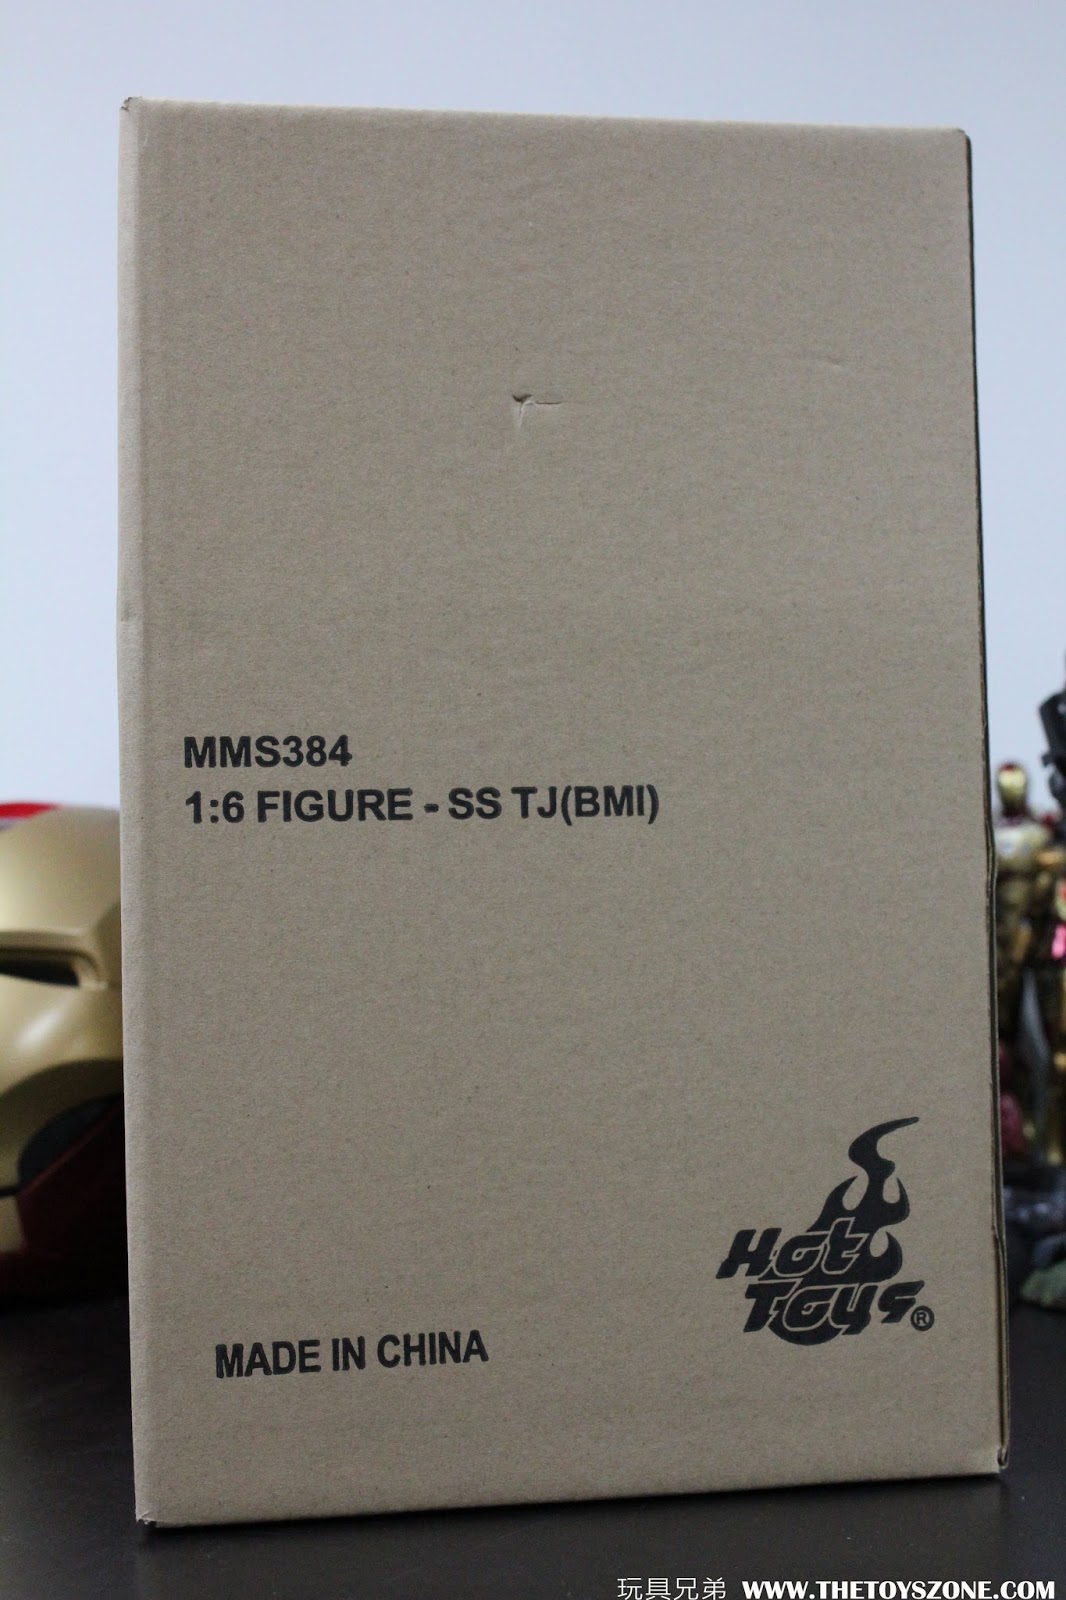 MMS384
1:6 FIGURE - SS TJ(BMI)
Hot
Toys®
MADE IN CHINA
玩具兄弟 WWW.THETOYSZONE.COM